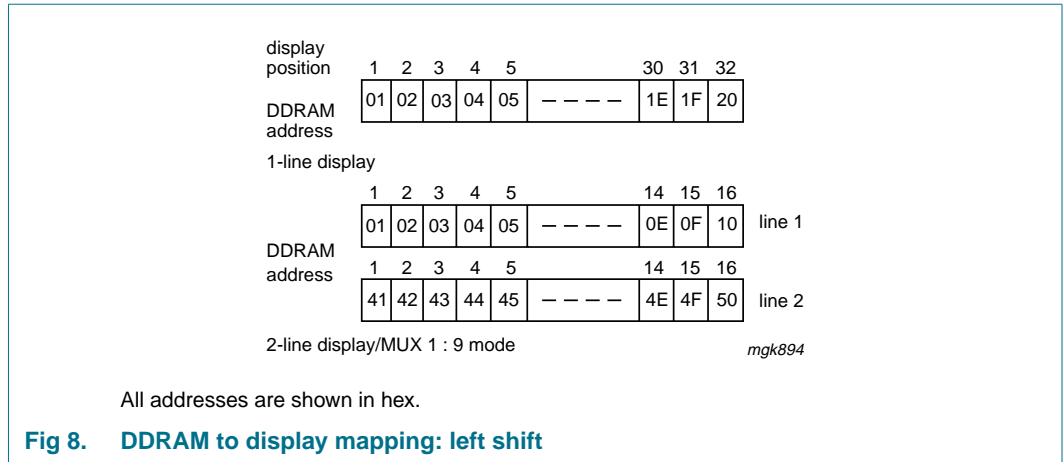 display
position 1 2 3 4 5 30 31 32
01 02 03 04 05 – – – – 1E 1F 20
DDRAM
address
1-line display
1 2 3 4 5 14 15 16
01 02 03 04 05 – – – – 0E 0F 10 line 1
DDRAM
address
1 2 3 4 5 14 15 16
41 42 43 44 45 – – – – 4E 4F 50 line 2
2-line display/MUX 1 : 9 mode
mgk894
All addresses are shown in hex.
Fig 8. DDRAM to display mapping: left shift